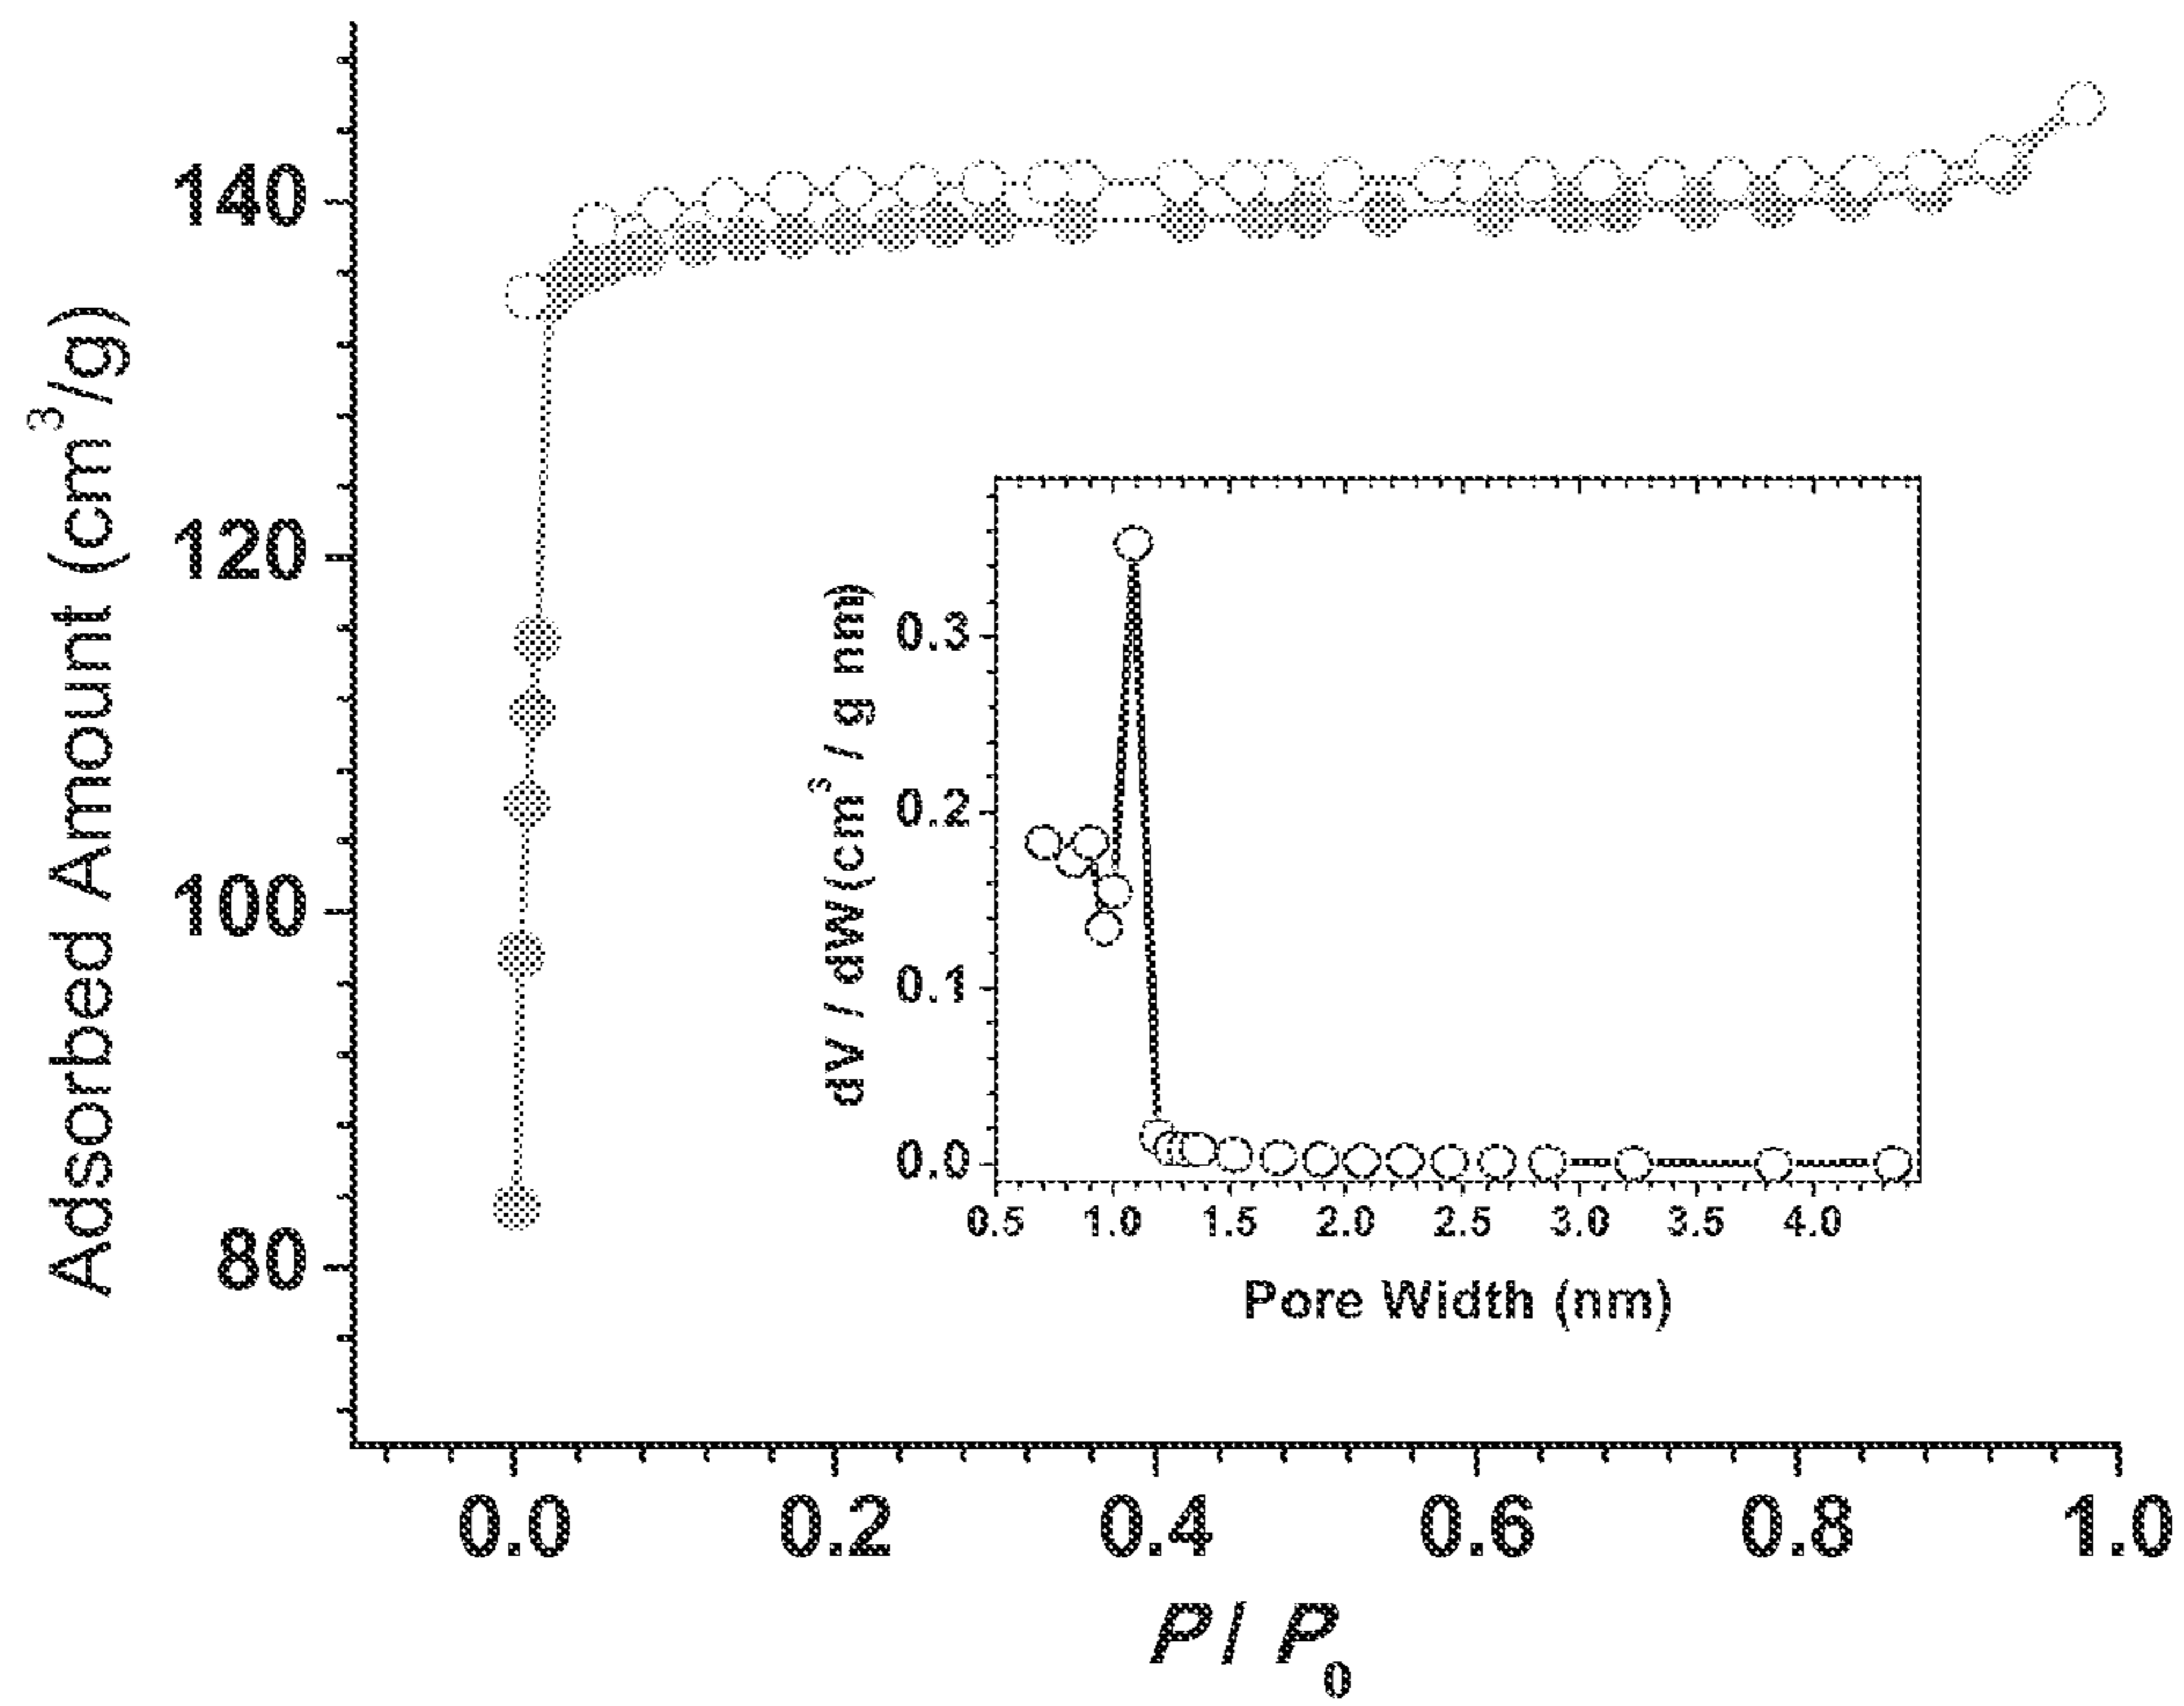 Adsorbed Amount (cm³/g)
140
120
100
80
dV / dW(cm³ / g nm)
0.3
0.2
0.1
0.0
0.5 1.0 1.5 2.0 2.5 3.0 3.5 4.0
Pore Width (nm)
0.0 0.2 0.4 0.6 0.8 1.0
P/ P₀